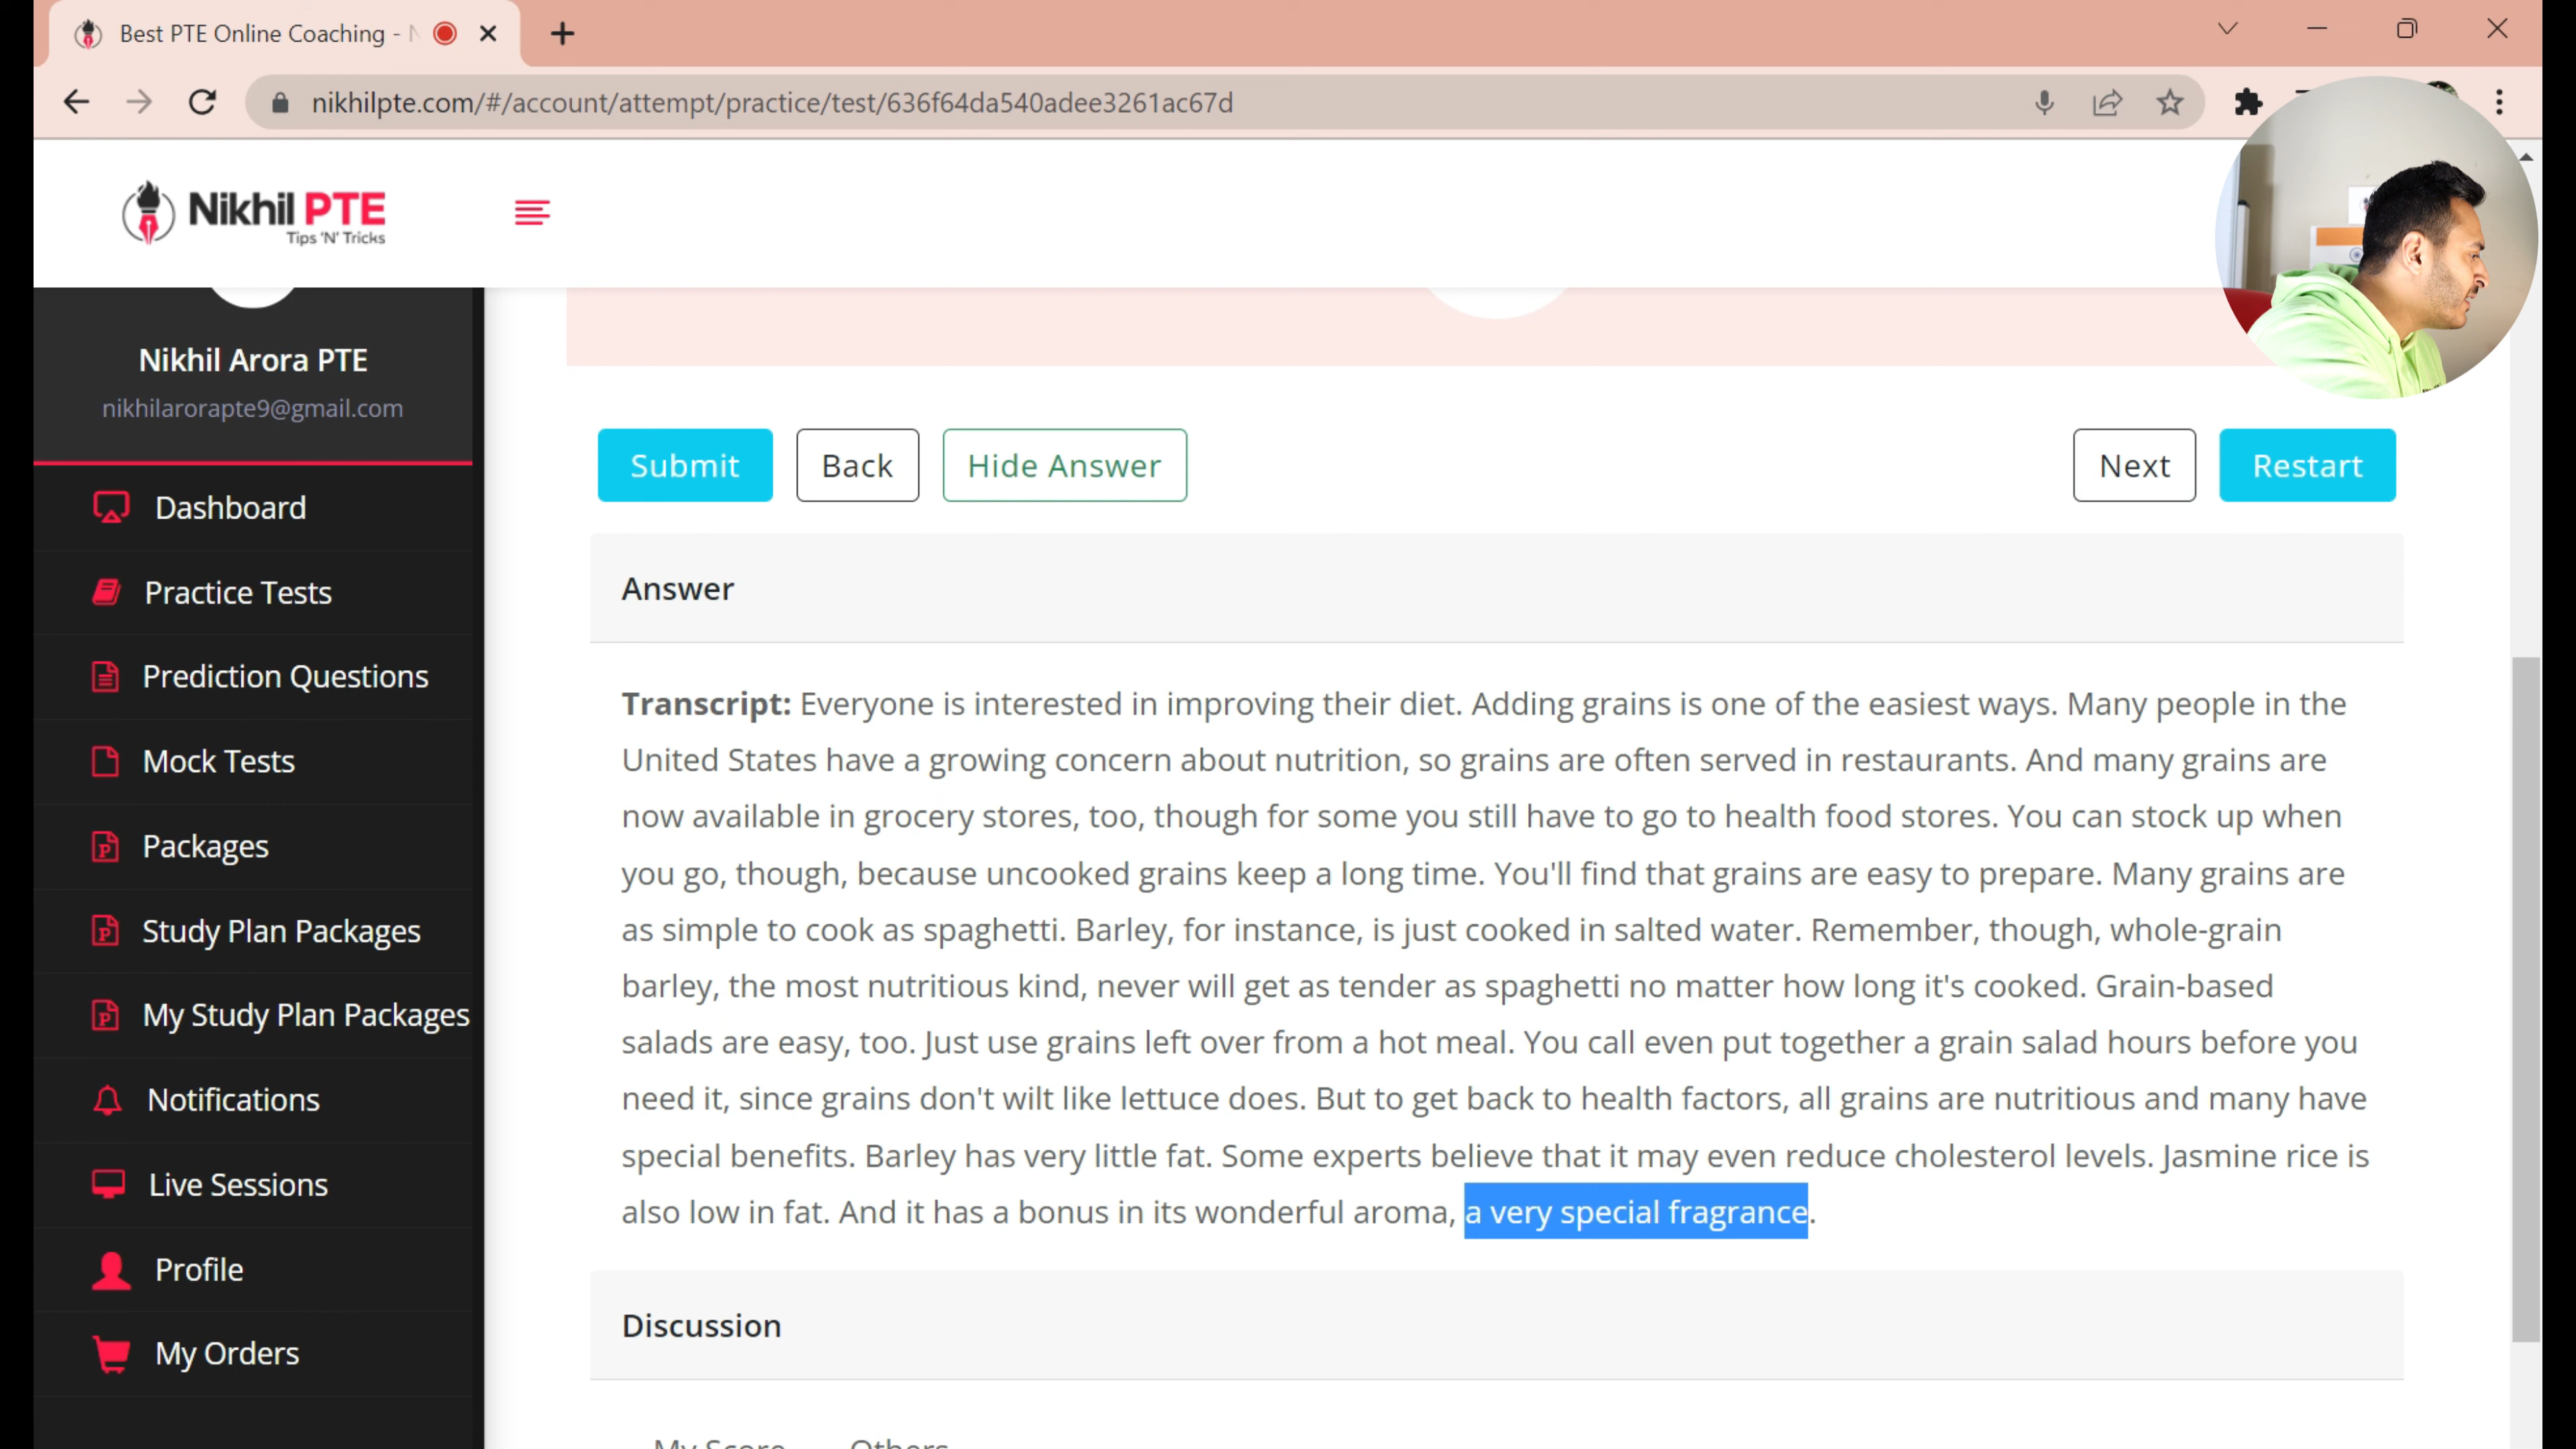 Best PTE Online Coaching - N
nikhilpte.com/#/account/attempt/practice/test/636f64da540adee3261ac67d
Nikhil PTE
Tips 'N' Tricks
Nikhil Arora PTE
nikhilarorapte9@gmail.com
Dashboard
Practice Tests
Prediction Questions
Mock Tests
Packages
Study Plan Packages
My Study Plan Packages
Notifications
Live Sessions
Profile
My Orders
Submit Back Hide Answer Next Restart
Answer
Transcript: Everyone is interested in improving their diet. Adding grains is one of the easiest ways. Many people in the
United States have a growing concern about nutrition, so grains are often served in restaurants. And many grains are
now available in grocery stores, too, though for some you still have to go to health food stores. You can stock up when
you go, though, because uncooked grains keep a long time. You'll find that grains are easy to prepare. Many grains are
as simple to cook as spaghetti. Barley, for instance, is just cooked in salted water. Remember, though, whole-grain
barley, the most nutritious kind, never will get as tender as spaghetti no matter how long it's cooked. Grain-based
salads are easy, too. Just use grains left over from a hot meal. You call even put together a grain salad hours before you
need it, since grains don't wilt like lettuce does. But to get back to health factors, all grains are nutritious and many have
special benefits. Barley has very little fat. Some experts believe that it may even reduce cholesterol levels. Jasmine rice is
also low in fat. And it has a bonus in its wonderful aroma, a very special fragrance.
Discussion
My Score Others